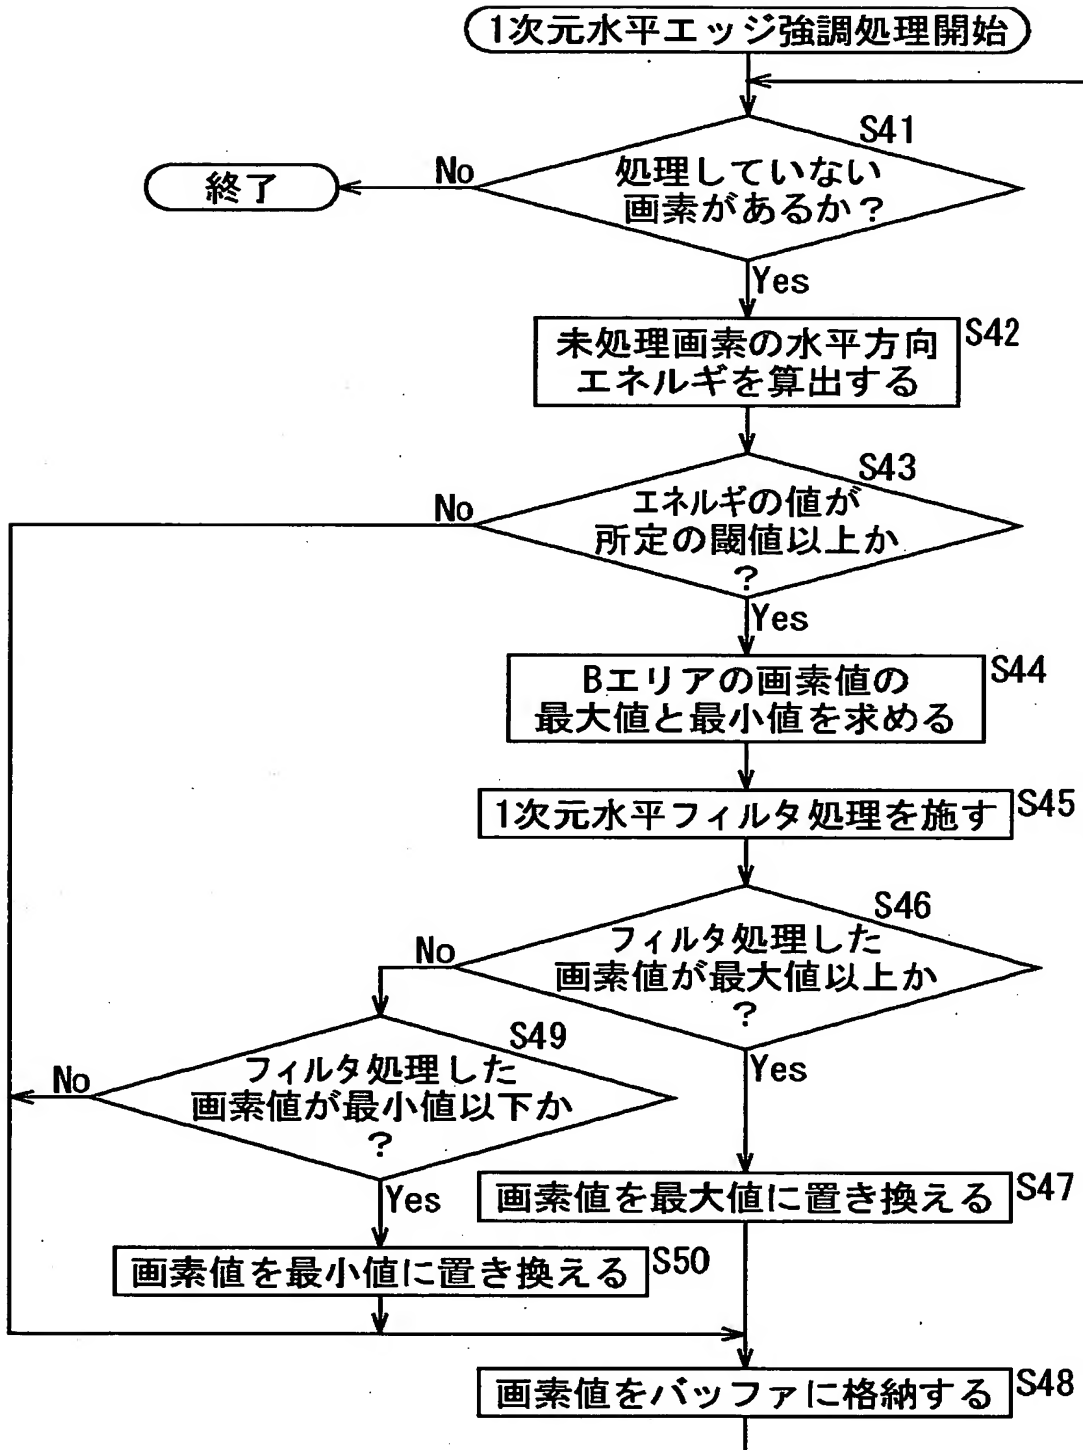 1次元水平エッジ強調処理開始
S41
処理していない
画素があるか？
No
終了
Yes
S42
未処理画素の水平方向
エネルギを算出する
S43
エネルギの値が
所定の閾値以上か
？
No
Yes
S44
Bエリアの画素値の
最大値と最小値を求める
S45
1次元水平フィルタ処理を施す
S46
フィルタ処理した
画素値が最大値以上か
？
No
Yes
S49
フィルタ処理した
画素値が最小値以下か
？
No
Yes
画素値を最大値に置き換える
S47
画素値を最小値に置き換える
S50
画素値をバッファに格納する
S48